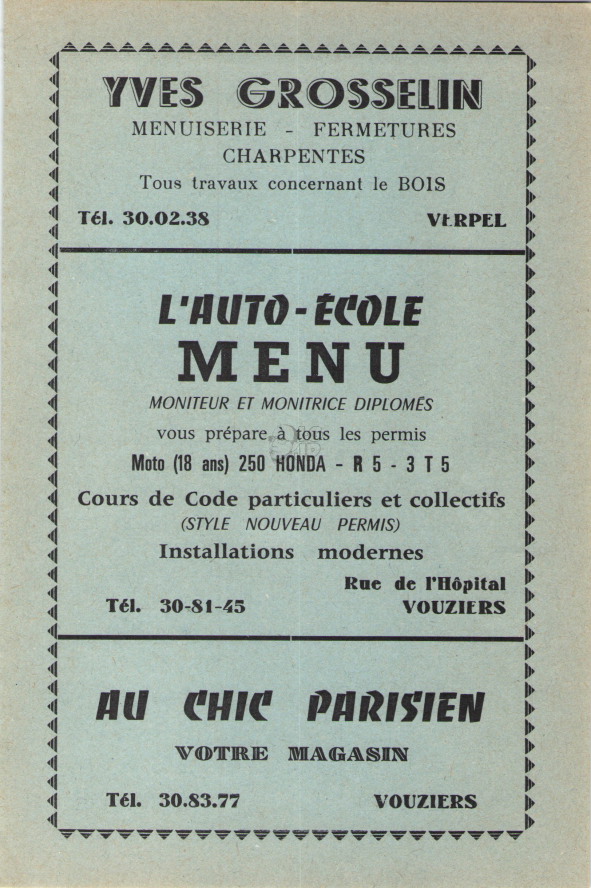 YVES GROSSELIN
MENUISERIE - FERMETURES
CHARPENTES
Tous travaux concernant le BOIS
Tél. 30.02.38 VERPEL
L'AUTO-ÉCOLE
MENU
MONITEUR ET MONITRICE DIPLOMÉS
vous prépare à tous les permis
Moto (18 ans) 250 HONDA - R 5 - 3 T 5
Cours de Code particuliers et collectifs
(STYLE NOUVEAU PERMIS)
Installations modernes
Rue de l'Hôpital
Tél. 30-81-45 VOUZIERS
AU CHIC PARISIEN
VOTRE MAGASIN
Tél. 30.83.77 VOUZIERS